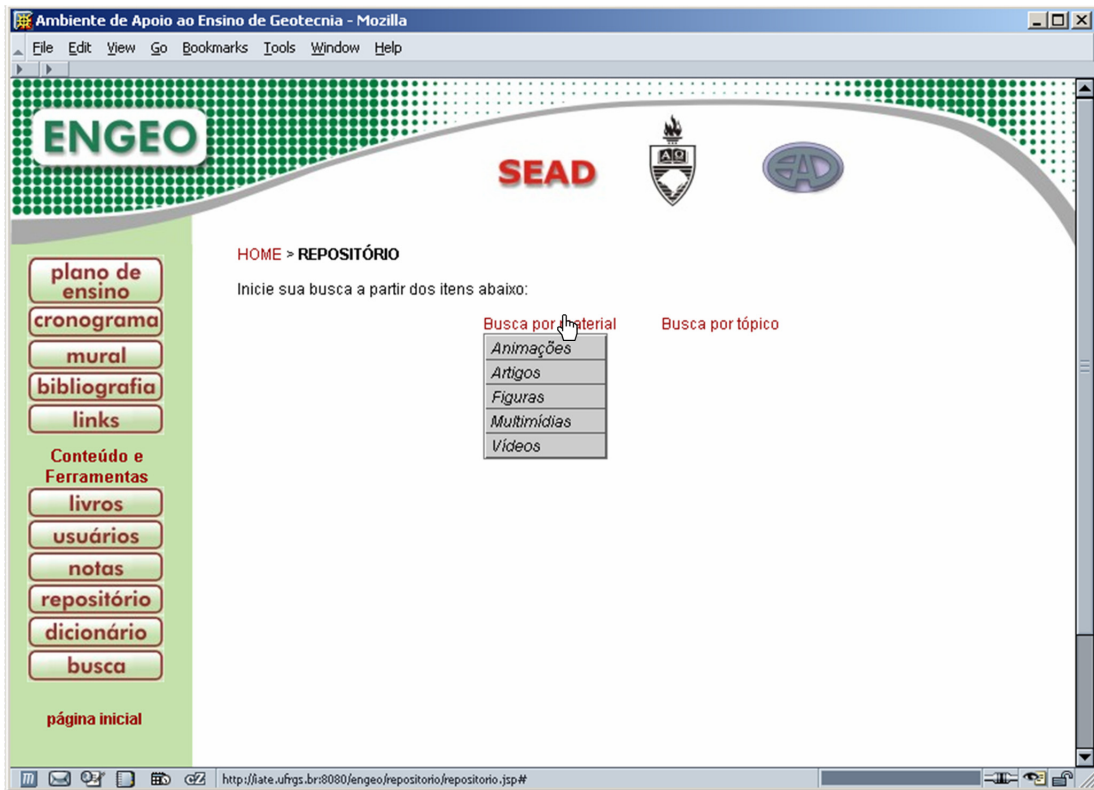 Ambiente de Apoio ao Ensino de Geotecnia - Mozilla
File Edit View Go Bookmarks Tools Window Help
ENGEO
SEAD
ΑΩ
EAD
HOME > REPOSITÓRIO
Inicie sua busca a partir dos itens abaixo:
Busca por material Busca por tópico
Animações
Artigos
Figuras
Multimídias
Vídeos
plano de
ensino
cronograma
mural
bibliografia
links
Conteúdo e
Ferramentas
livros
usuários
notas
repositório
dicionário
busca
página inicial
http://late.ufrgs.br:8080/engeo/repositorio/repositorio.jsp#